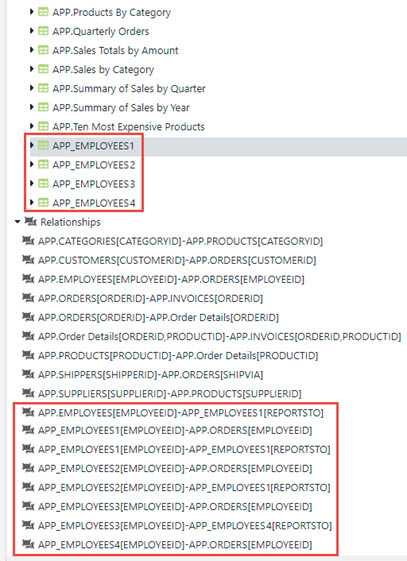 APP.Products By Category
APP.Quarterly Orders
APP.Sales Totals by Amount
APP.Sales by Category
APP.Summary of Sales by Quarter
APP.Summary of Sales by Year
APP.Ten Most Expensive Products
APP_EMPLOYEES1
APP_EMPLOYEES2
APP_EMPLOYEES3
APP_EMPLOYEES4
Relationships
APP.CATEGORIES[CATEGORYID]-APP.PRODUCTS[CATEGORYID]
APP.CUSTOMERS[CUSTOMERID]-APP.ORDERS[CUSTOMERID]
APP.EMPLOYEES[EMPLOYEEID]-APP.ORDERS[EMPLOYEEID]
APP.ORDERS[ORDERID]-APP.INVOICES[ORDERID]
APP.ORDERS[ORDERID]-APP.Order Details[ORDERID]
APP.Order Details[ORDERID,PRODUCTID]-APP.INVOICES[ORDERID,PRODUCTID]
APP.PRODUCTS[PRODUCTID]-APP.Order Details[PRODUCTID]
APP.SHIPPERS[SHIPPERID]-APP.ORDERS[SHIPVIA]
APP.SUPPLIERS[SUPPLIERID]-APP.PRODUCTS[SUPPLIERID]
APP.EMPLOYEES[EMPLOYEEID]-APP_EMPLOYEES1[REPORTSTO]
APP_EMPLOYEES1[EMPLOYEEID]-APP.ORDERS[EMPLOYEEID]
APP_EMPLOYEES1[EMPLOYEEID]-APP_EMPLOYEES1[REPORTSTO]
APP_EMPLOYEES2[EMPLOYEEID]-APP.ORDERS[EMPLOYEEID]
APP_EMPLOYEES2[EMPLOYEEID]-APP_EMPLOYEES1[REPORTSTO]
APP_EMPLOYEES3[EMPLOYEEID]-APP.ORDERS[EMPLOYEEID]
APP_EMPLOYEES3[EMPLOYEEID]-APP_EMPLOYEES4[REPORTSTO]
APP_EMPLOYEES4[EMPLOYEEID]-APP.ORDERS[EMPLOYEEID]